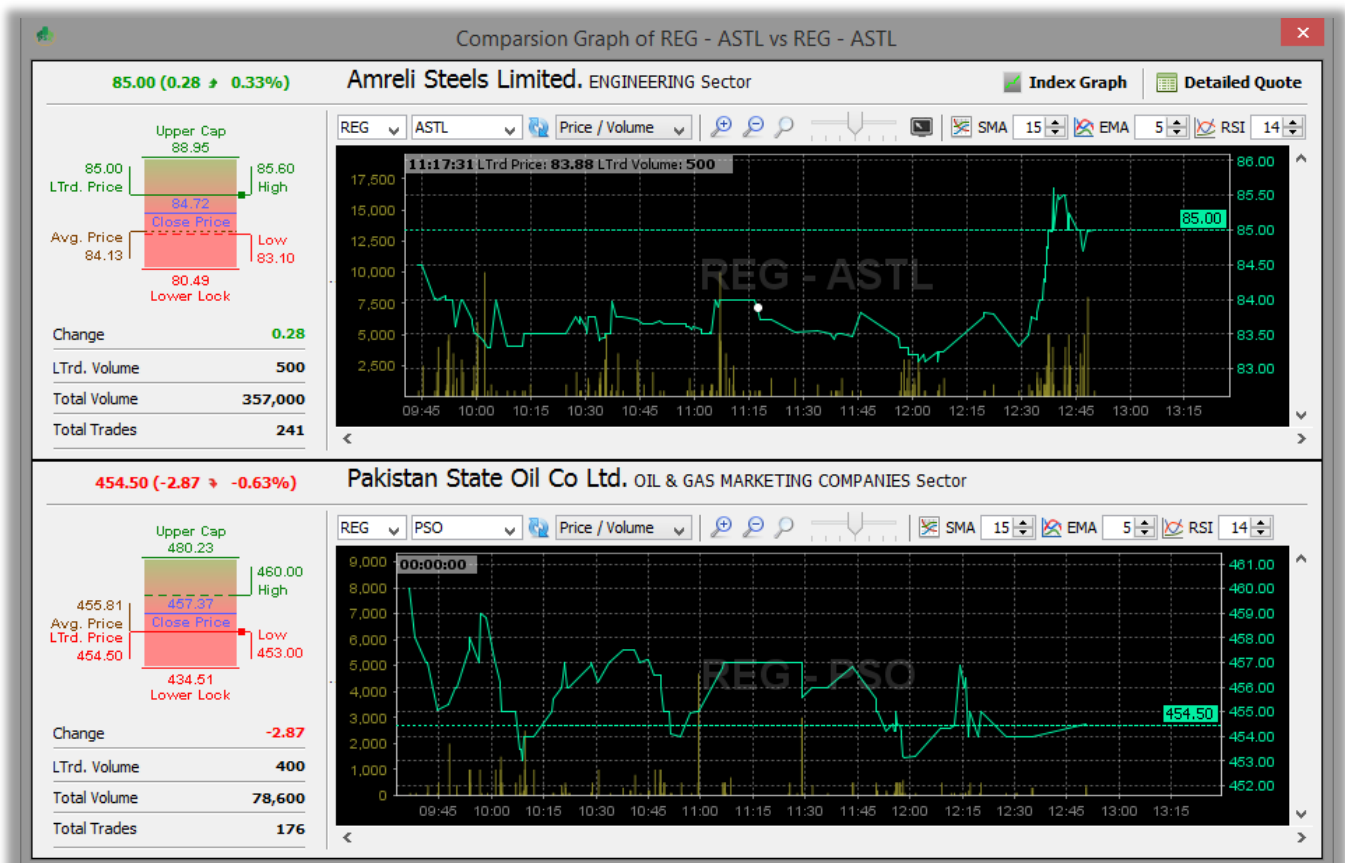 Comparsion Graph of REG - ASTL vs REG - ASTL
85.00 (0.28 0.33%)
Amreli Steels Limited. ENGINEERING Sector
Index Graph
Detailed Quote
REG ASTL Price / Volume SMA 15 EMA 5 RSI 14
Upper Cap
88.95
85.00
LTrd. Price
85.60
High
84.72
Close Price
Avg. Price
84.13
Low
83.10
80.49
Lower Lock
Change 0.28
LTrd. Volume 500
Total Volume 357,000
Total Trades 241
11:17:31 LTrd Price: 83.88 LTrd Volume: 500
17,500
15,000
12,500
10,000
7,500
5,000
2,500
REG - ASTL
86.00
85.50
85.00
85.00
84.50
84.00
83.50
83.00
09:45 10:00 10:15 10:30 10:45 11:00 11:15 11:30 11:45 12:00 12:15 12:30 12:45 13:00 13:15
454.50 (-2.87 -0.63%)
Pakistan State Oil Co Ltd. OIL & GAS MARKETING COMPANIES Sector
REG PSO Price / Volume SMA 15 EMA 5 RSI 14
Upper Cap
480.23
460.00
High
455.81
Avg. Price
LTrd. Price
454.50
457.37
Close Price
Low
453.00
434.51
Lower Lock
Change -2.87
LTrd. Volume 400
Total Volume 78,600
Total Trades 176
00:00:00
9,000
8,000
7,000
6,000
5,000
4,000
3,000
2,000
1,000
0
REG - PSO
461.00
460.00
459.00
458.00
457.00
456.00
455.00
454.50
454.00
453.00
452.00
09:45 10:00 10:15 10:30 10:45 11:00 11:15 11:30 11:45 12:00 12:15 12:30 12:45 13:00 13:15